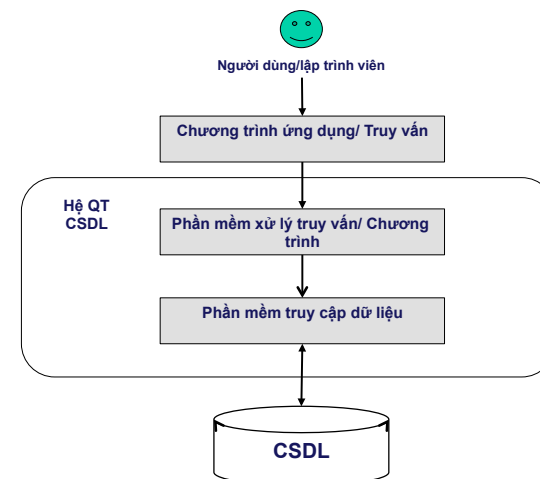 Người dùng/lập trình viên
Chương trình ứng dụng/ Truy vấn
Hệ QT
CSDL
Phần mềm xử lý truy vấn/ Chương
trình
Phần mềm truy cập dữ liệu
CSDL